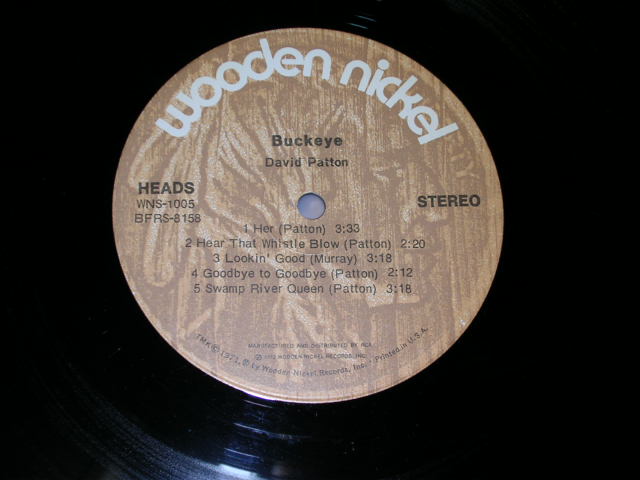 wooden nickel
Buckeye
David Patton
HEADS
WNS-1005
BFRS-8158
STEREO
1 Her (Patton) 3:33
2 Hear That Whistle Blow (Patton) 2:20
3 Lookin' Good (Murray) 3:18
4 Goodbye to Goodbye (Patton) 2:12
5 Swamp River Queen (Patton) 3:18
MANUFACTURED AND DISTRIBUTED BY RCA
WOODEN NICKEL RECORDS, INC.
TMK © 1971, ℗ by Wooden Nickel Records, Inc. • Printed in U.S.A.